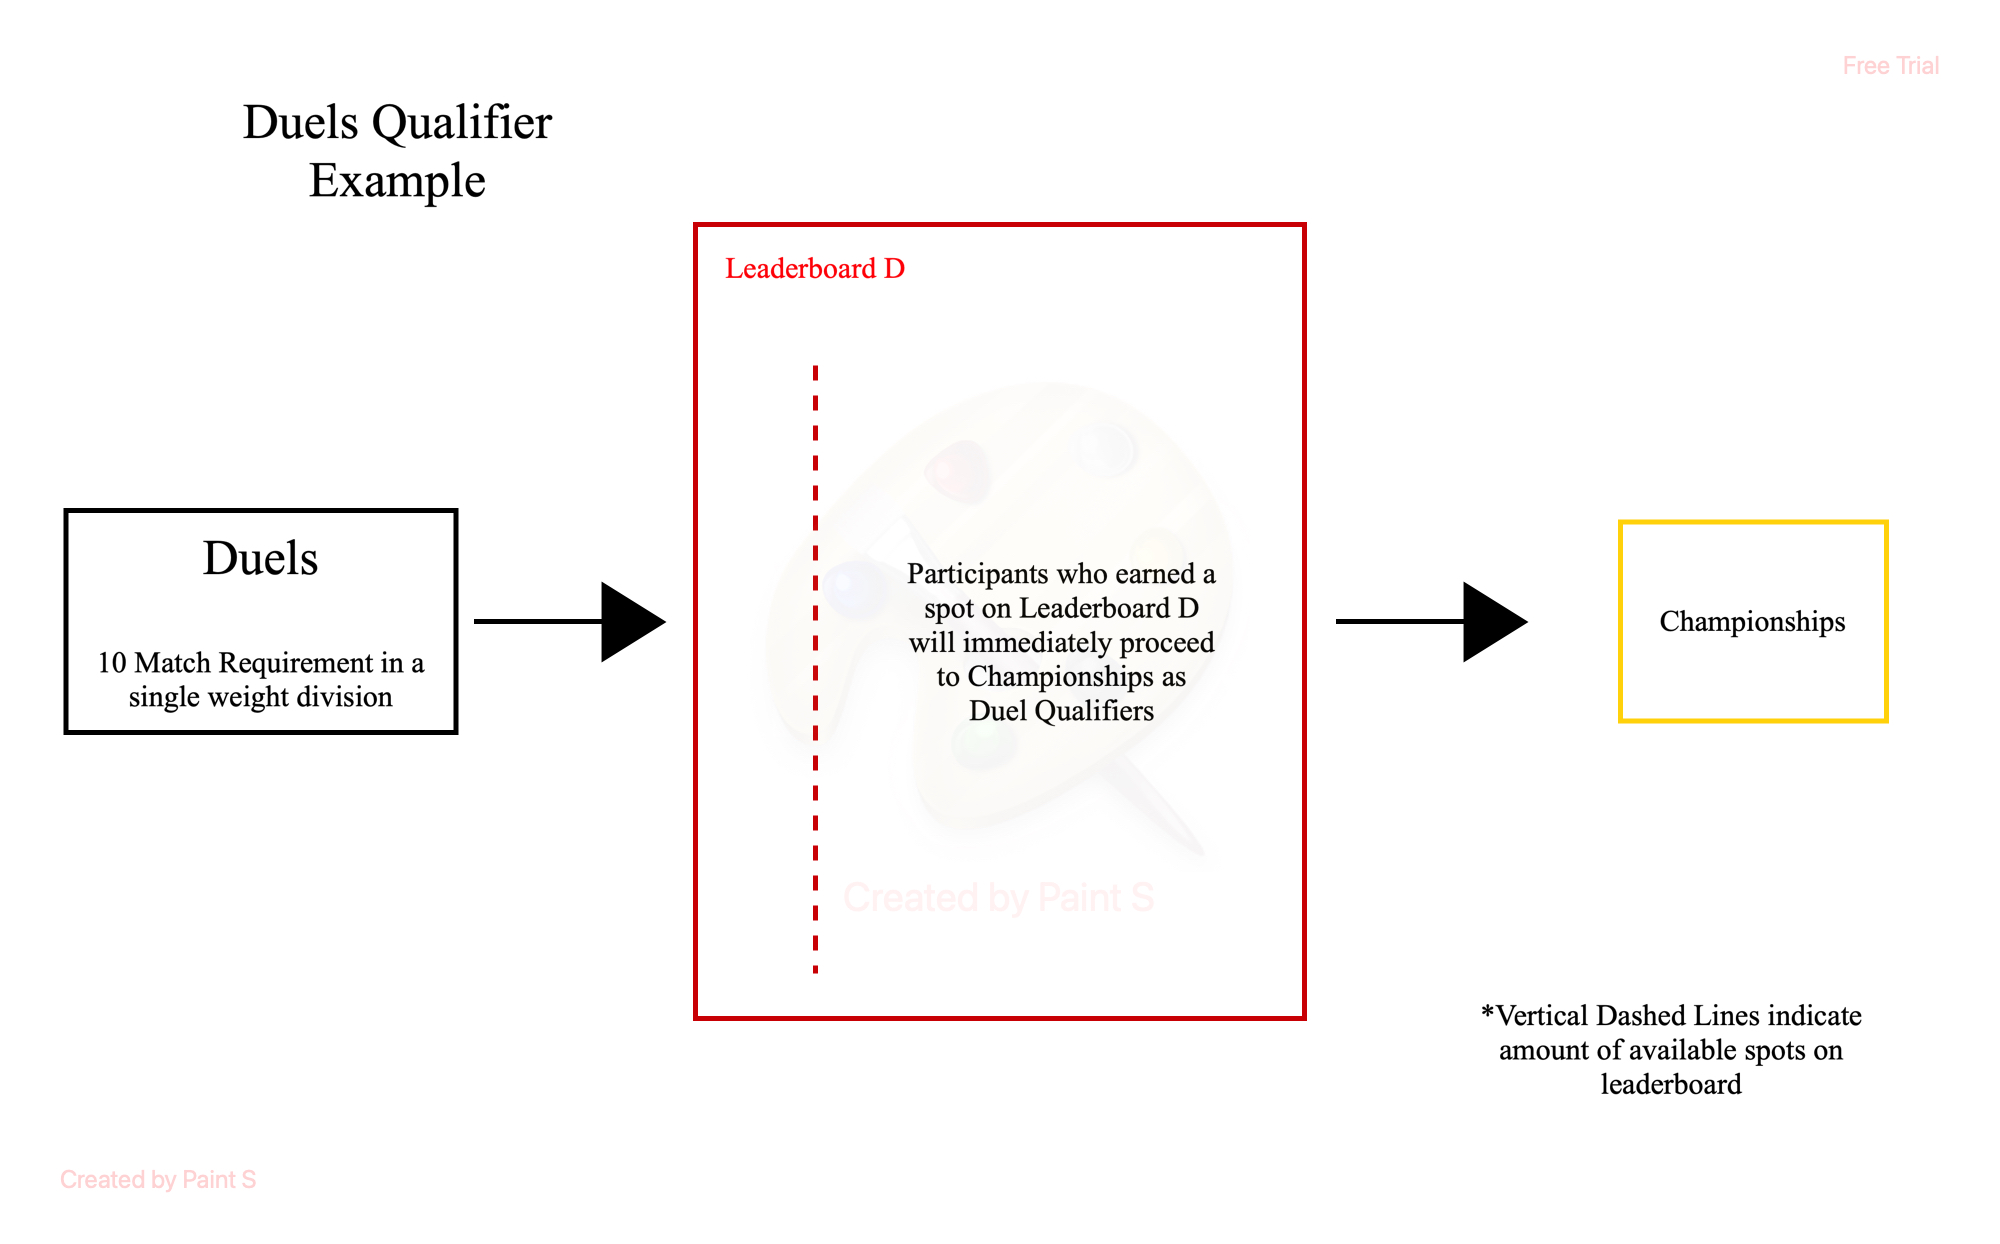 Free Trial
Duels Qualifier
Example
Leaderboard D
Duels
10 Match Requirement in a
single weight division
Participants who earned a
spot on Leaderboard D
will immediately proceed
to Championships as
Duel Qualifiers
Championships
Created by Paint S
*Vertical Dashed Lines indicate
amount of available spots on
leaderboard
Created by Paint S